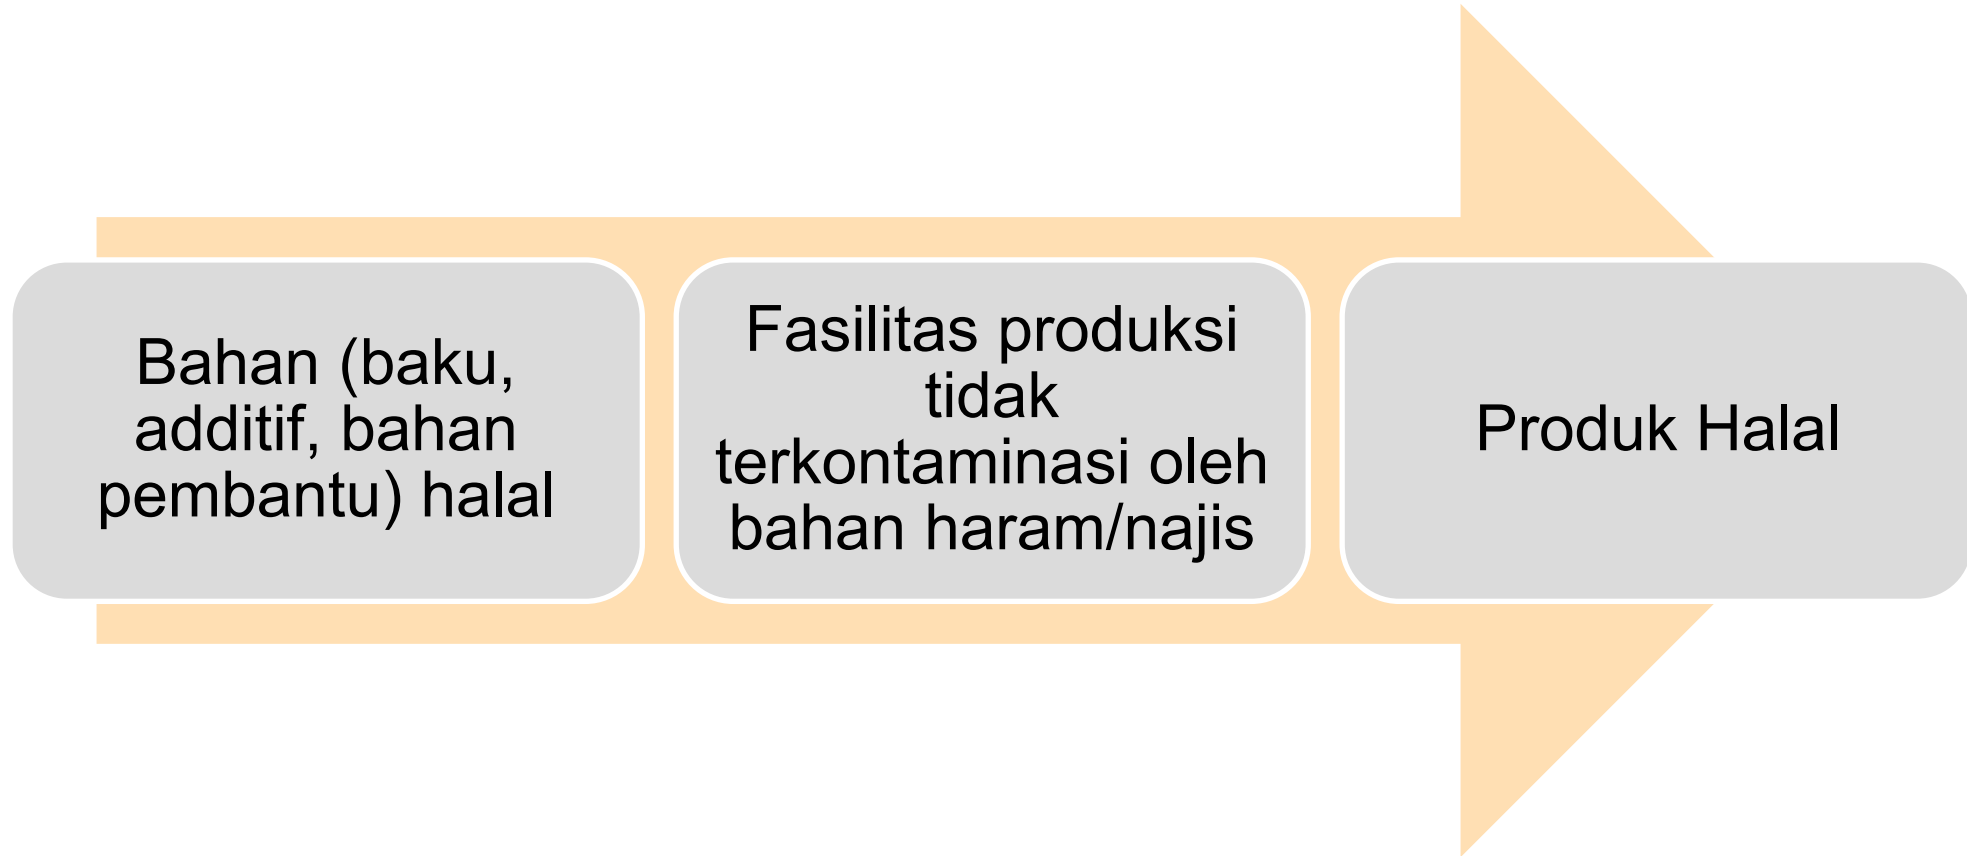 Bahan (baku,
additif, bahan
pembantu) halal
Fasilitas produksi
tidak
terkontaminasi oleh
bahan haram/najis
Produk Halal